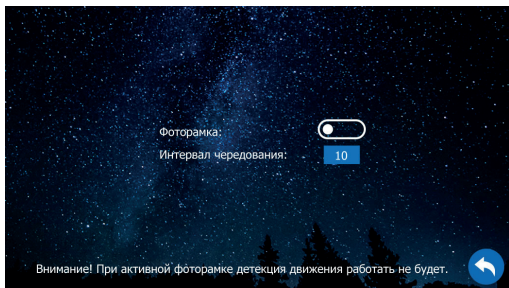 Фоторамка:
Интервал чередования: 10
Внимание! При активной фоторамке детекция движения работать не будет.